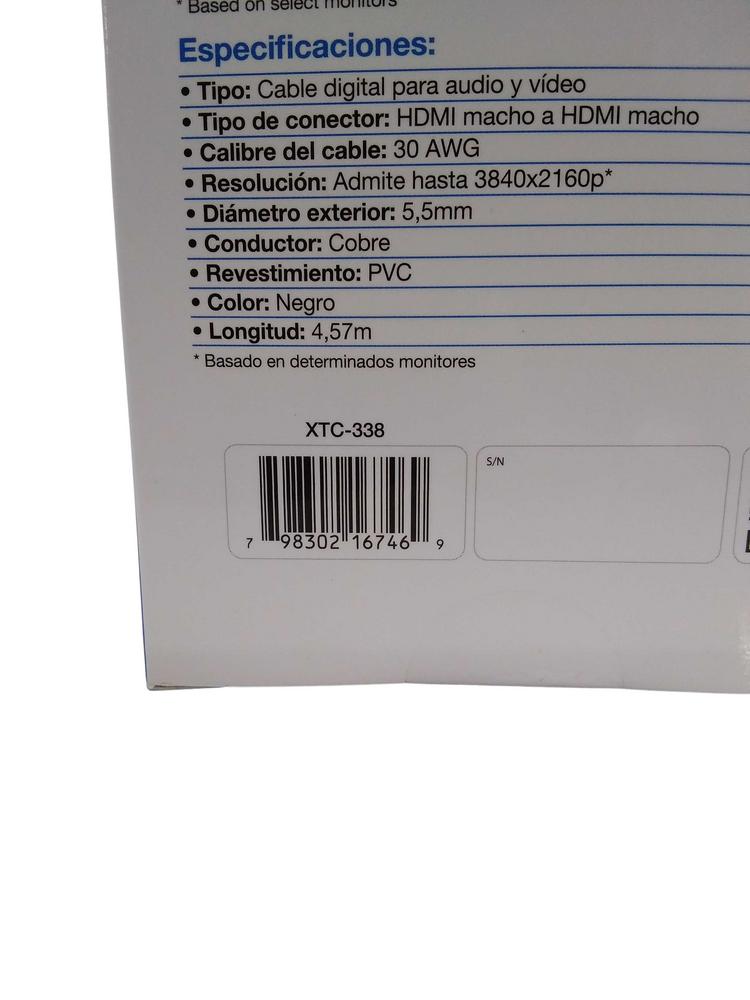 * Based on select monitors
Especificaciones:
• Tipo: Cable digital para audio y vídeo
• Tipo de conector: HDMI macho a HDMI macho
• Calibre del cable: 30 AWG
• Resolución: Admite hasta 3840x2160p*
• Diámetro exterior: 5,5mm
• Conductor: Cobre
• Revestimiento: PVC
• Color: Negro
• Longitud: 4,57m
* Basado en determinados monitores
XTC-338
S/N
7 98302 16746 9